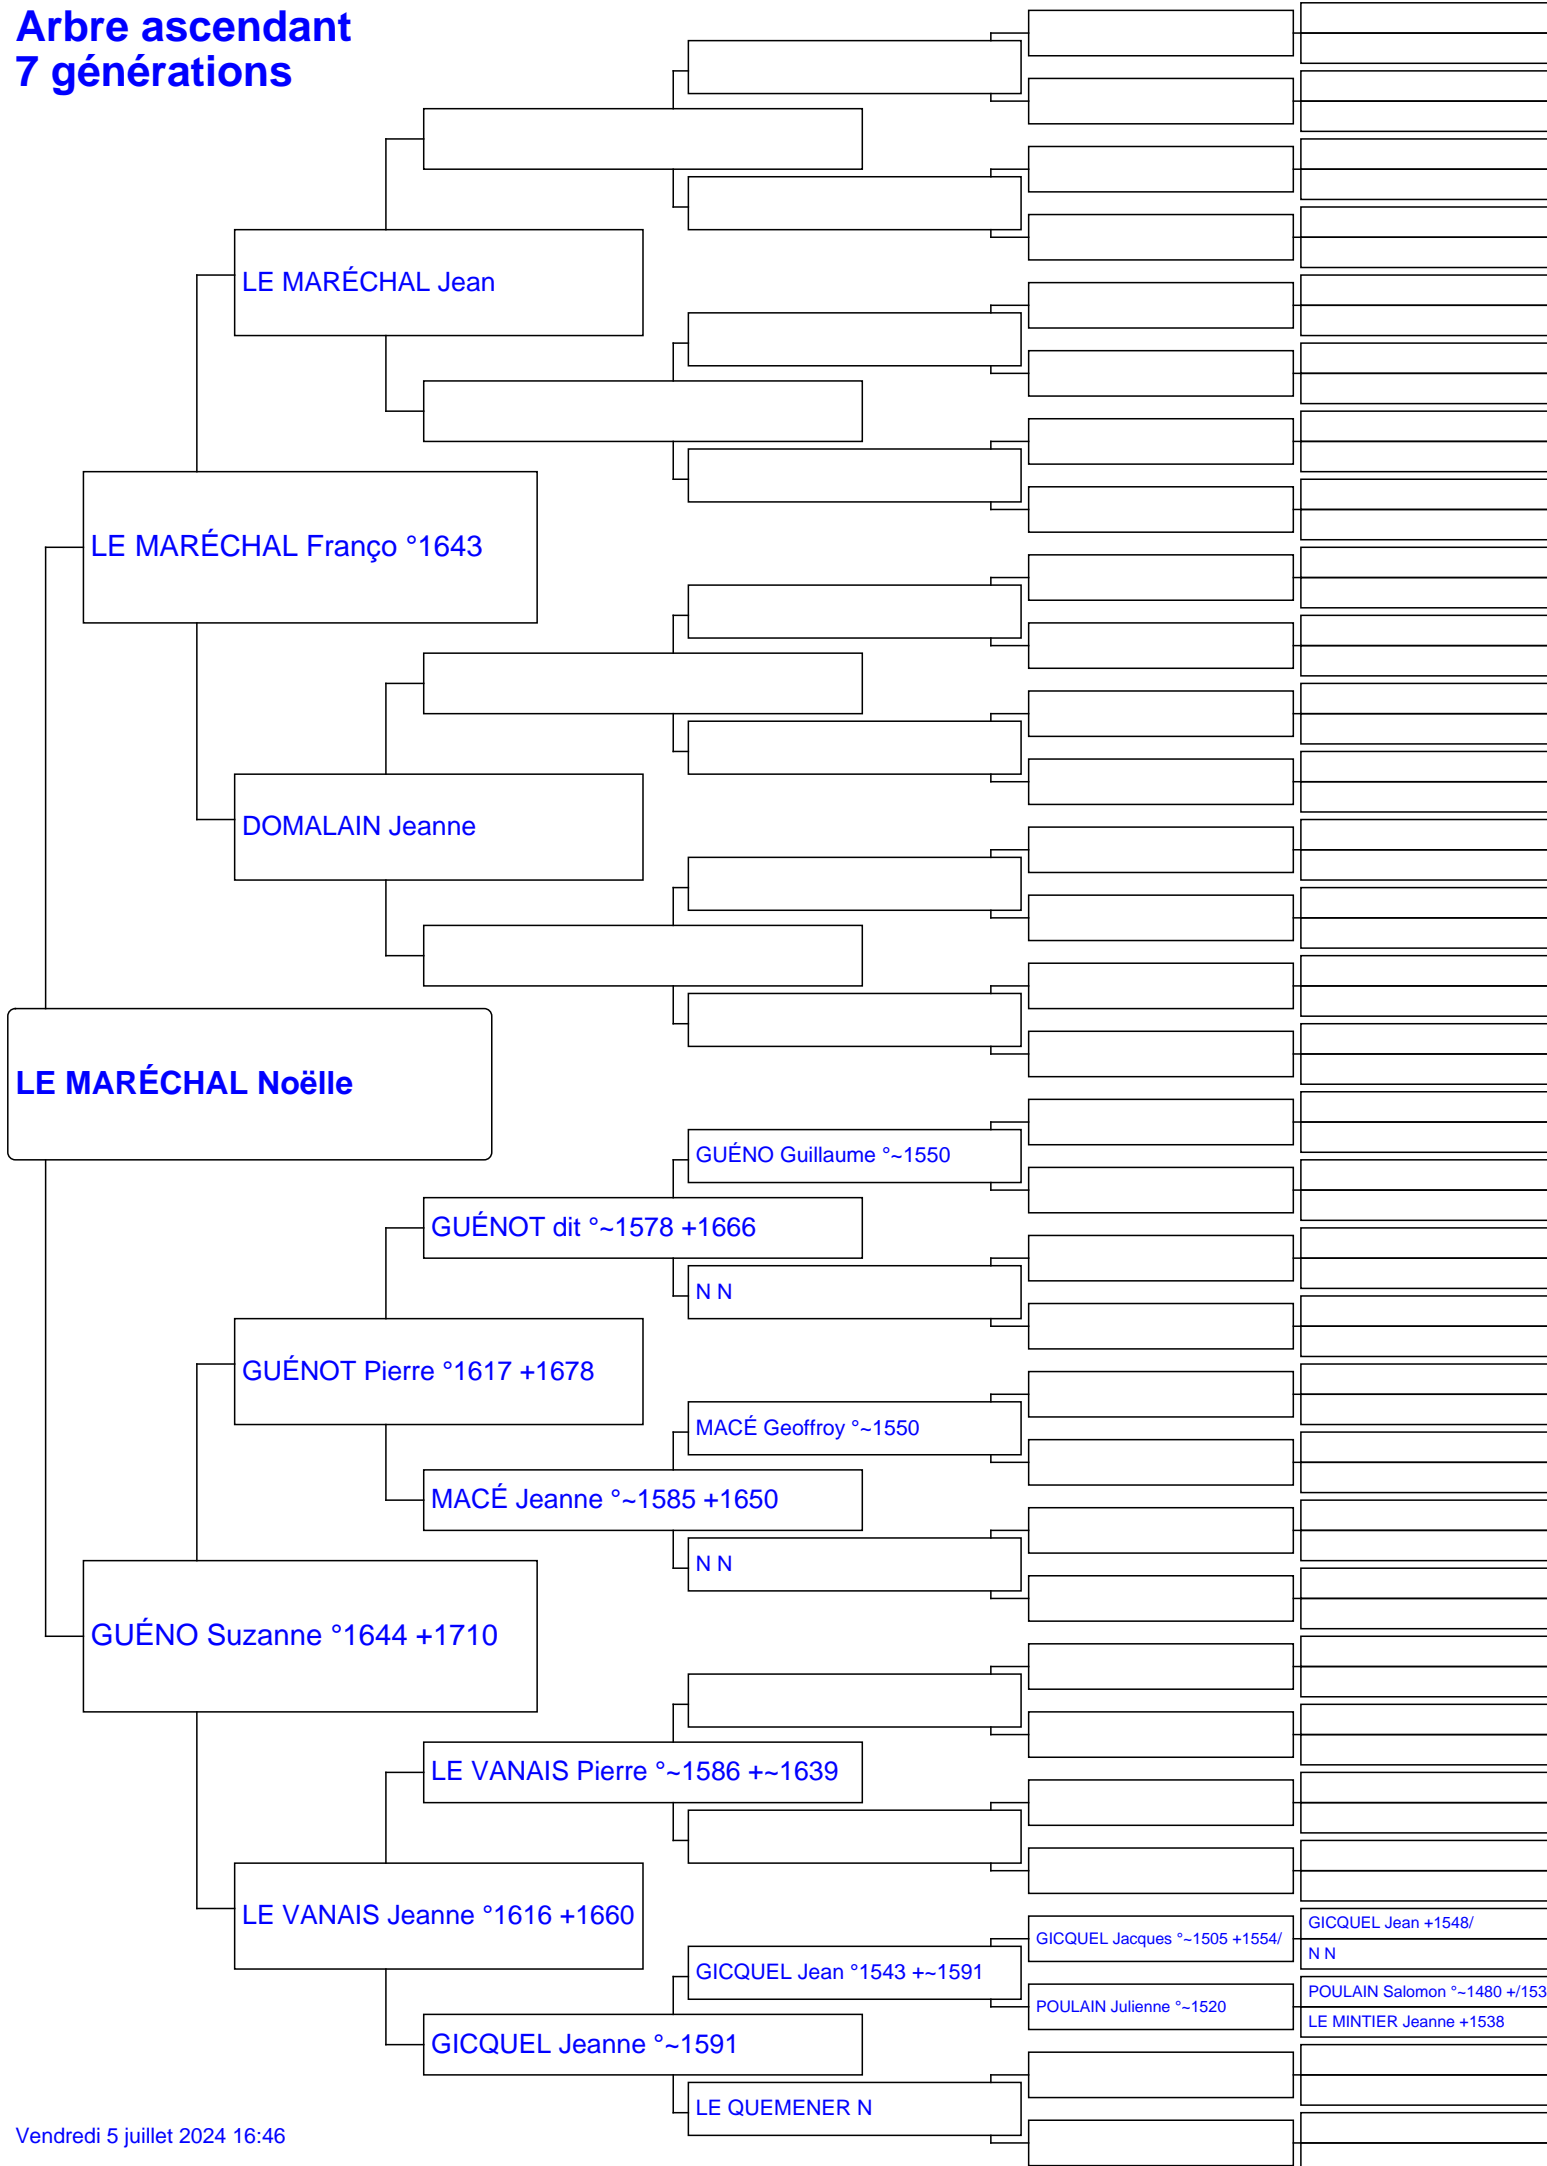 Arbre ascendant
7 générations
LE MARÉCHAL Jean
LE MARÉCHAL Franço °1643
DOMALAIN Jeanne
LE MARÉCHAL Noëlle
GUÉNO Guillaume °~1550
GUÉNOT dit °~1578 +1666
N N
GUÉNOT Pierre °1617 +1678
MACÉ Geoffroy °~1550
MACÉ Jeanne °~1585 +1650
N N
GUÉNO Suzanne °1644 +1710
LE VANAIS Pierre °~1586 +~1639
LE VANAIS Jeanne °1616 +1660
GICQUEL Jean +1548/
GICQUEL Jacques °~1505 +1554/
N N
GICQUEL Jean °1543 +~1591
POULAIN Salomon °~1480 +/153
POULAIN Julienne °~1520
LE MINTIER Jeanne +1538
GICQUEL Jeanne °~1591
LE QUEMENER N
Vendredi 5 juillet 2024 16:46